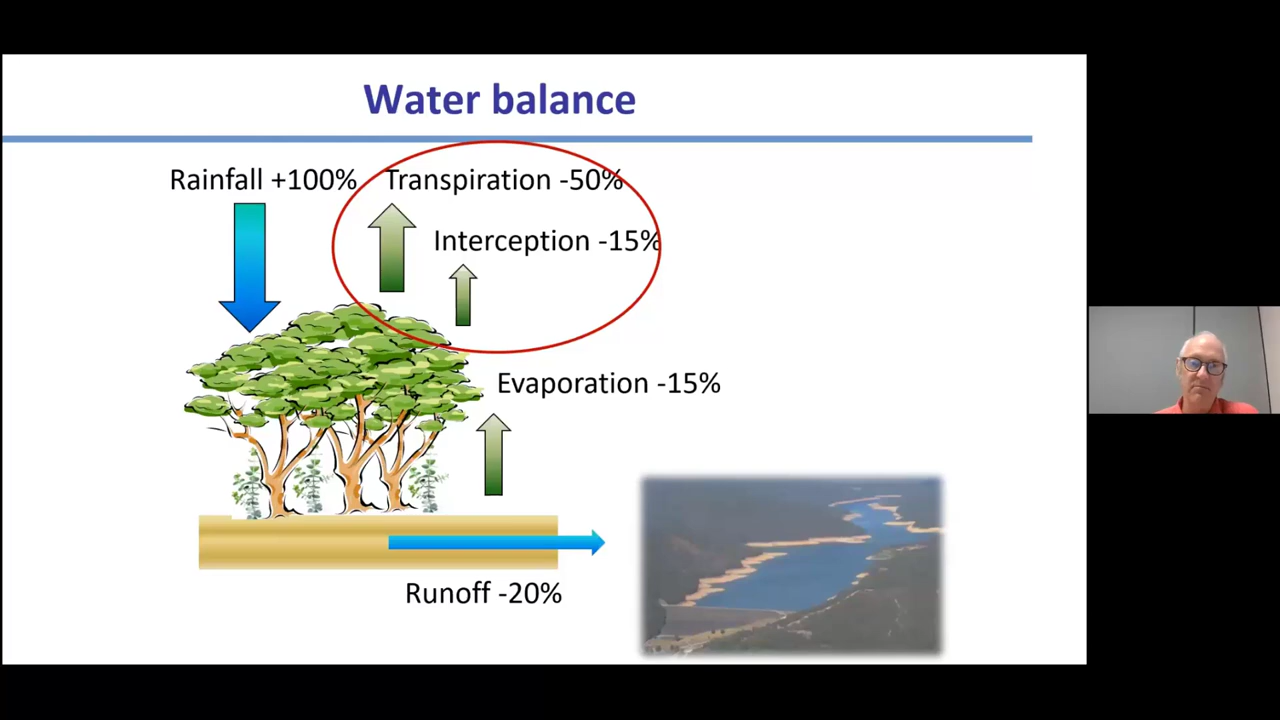 Water balance
Rainfall +100%
Transpiration -50%
Interception -15%
Evaporation -15%
Runoff -20%